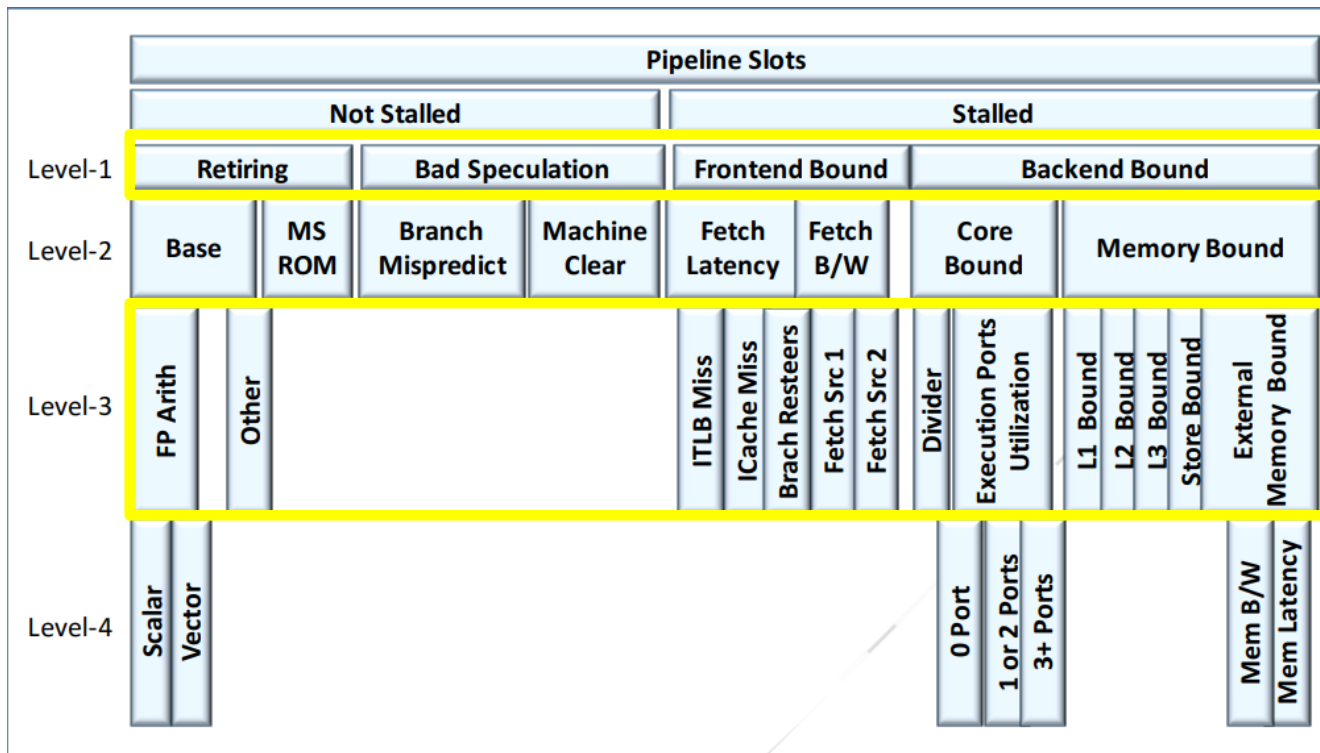 Pipeline Slots
Not Stalled
Stalled
Level-1
Retiring
Bad Speculation
Frontend Bound
Backend Bound
Level-2
Base
MS
ROM
Branch
Mispredict
Machine
Clear
Fetch
Latency
Fetch
B/W
Core
Bound
Memory Bound
Level-3
FP Arith
Other
ITLB Miss
ICache Miss
Brach Resteers
Fetch Src 1
Fetch Src 2
Divider
Execution Ports
Utilization
L1 Bound
L2 Bound
L3 Bound
Store Bound
External
Memory Bound
Level-4
Scalar
Vector
0 Port
1 or 2 Ports
3+ Ports
Mem B/W
Mem Latency